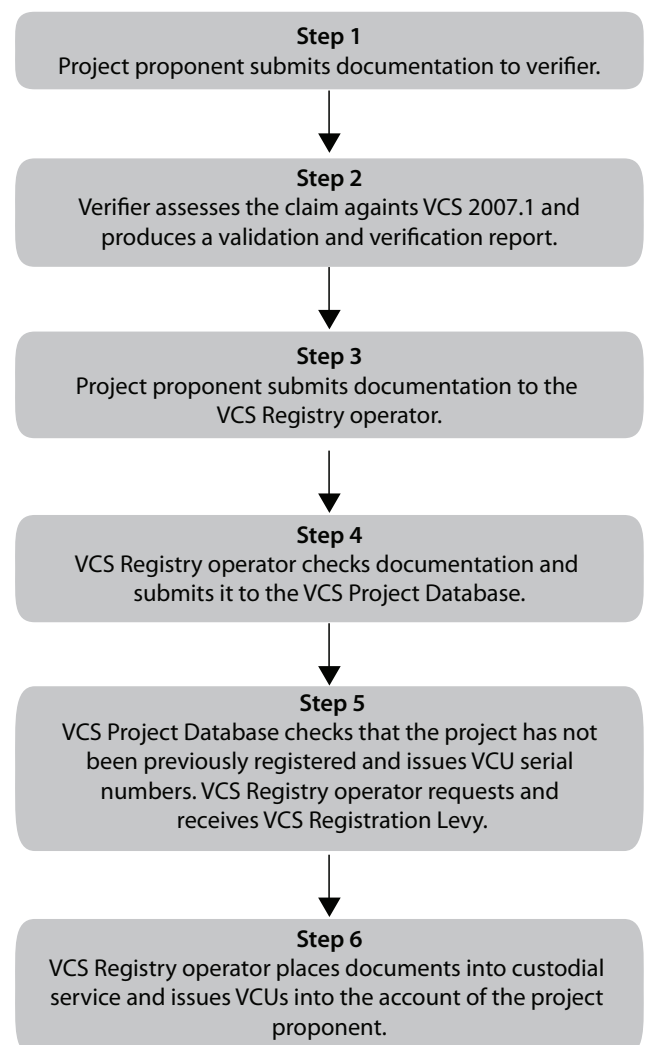 Step 1
Project proponent submits documentation to verifier.
Step 2
Verifier assesses the claim againts VCS 2007.1 and
produces a validation and verification report.
Step 3
Project proponent submits documentation to the
VCS Registry operator.
Step 4
VCS Registry operator checks documentation and
submits it to the VCS Project Database.
Step 5
VCS Project Database checks that the project has not
been previously registered and issues VCU serial
numbers. VCS Registry operator requests and
receives VCS Registration Levy.
Step 6
VCS Registry operator places documents into custodial
service and issues VCUs into the account of the project
proponent.